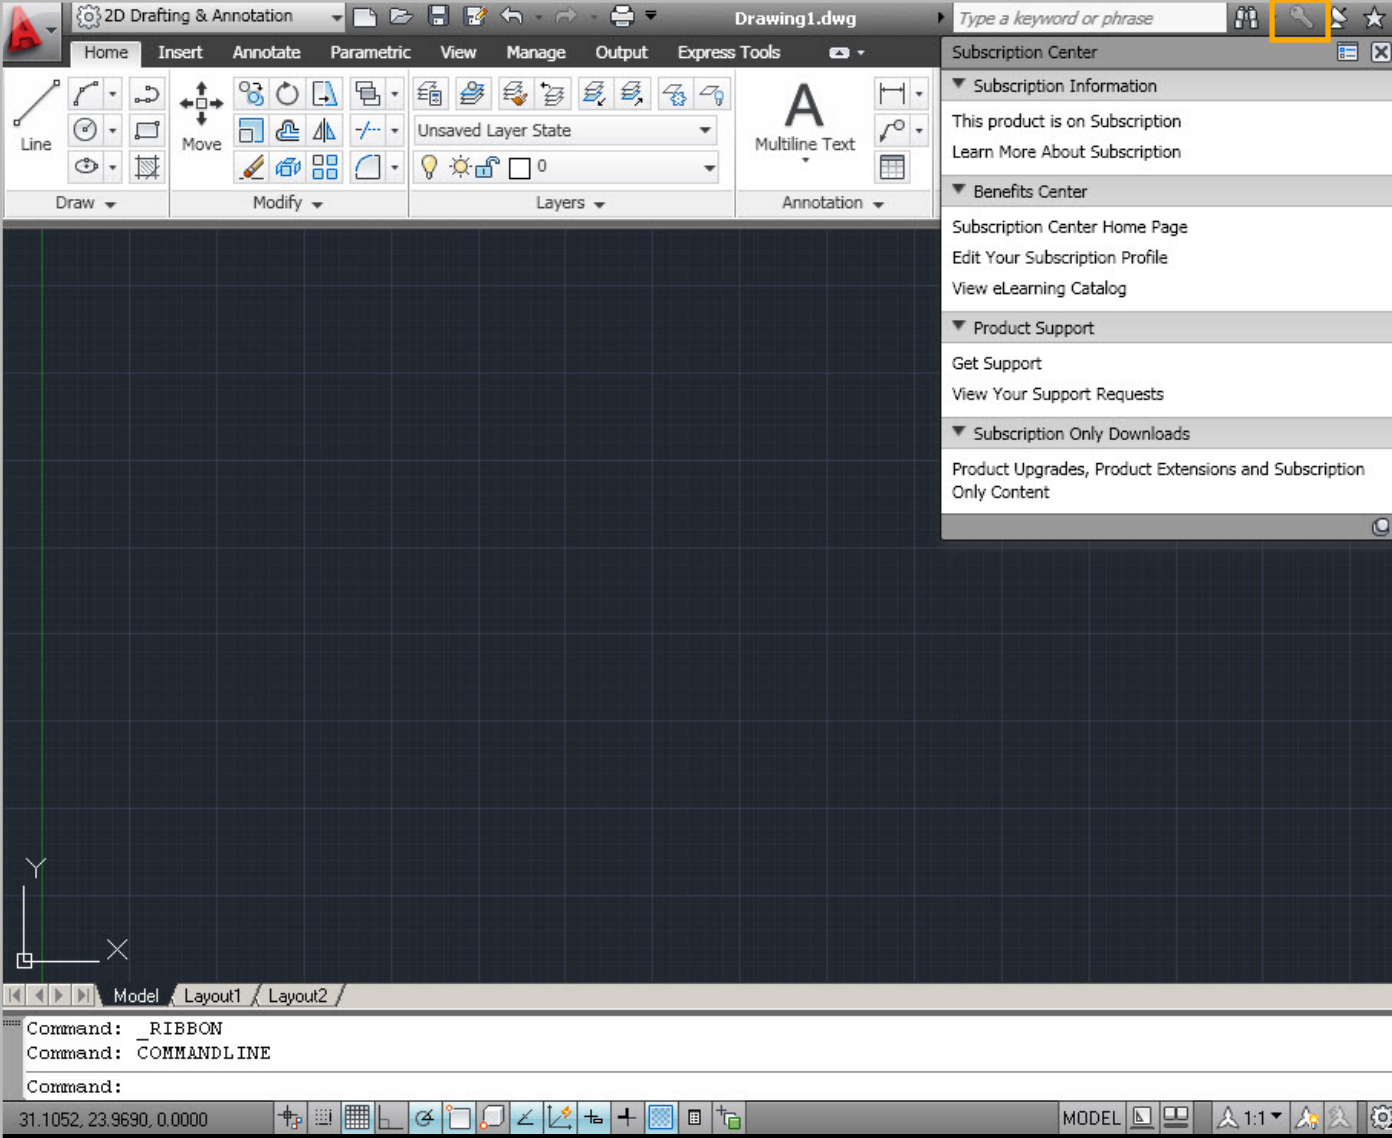 2D Drafting & Annotation
Drawing1.dwg
Type a keyword or phrase
Home Insert Annotate Parametric View Manage Output Express Tools
Line
Move
Unsaved Layer State
0
Multiline Text
Draw
Modify
Layers
Annotation
Subscription Center
Subscription Information
This product is on Subscription
Learn More About Subscription
Benefits Center
Subscription Center Home Page
Edit Your Subscription Profile
View eLearning Catalog
Product Support
Get Support
View Your Support Requests
Subscription Only Downloads
Product Upgrades, Product Extensions and Subscription
Only Content
Y
X
Model Layout1 Layout2
Command: _RIBBON
Command: COMMANDLINE
Command:
31.1052, 23.9690, 0.0000
MODEL
1:1